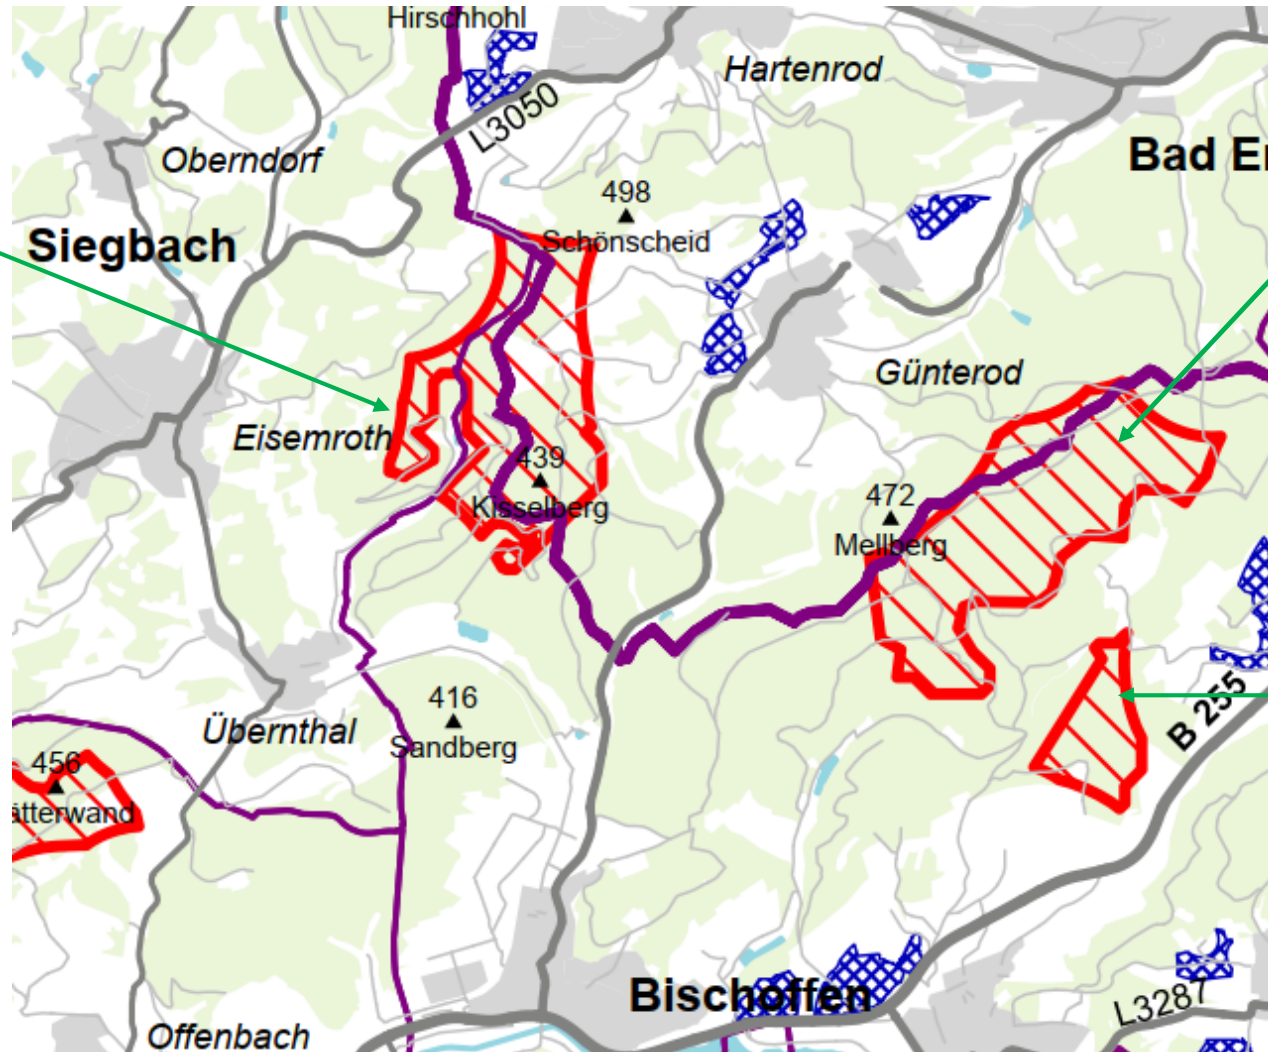 Hirschhohl
Hartenrod
L3050
Oberndorf
Bad E
498
Schönscheid
Siegbach
Günterod
Eisemroth
439
Kisselberg
472
Mellberg
416
Sandberg
Übernthal
B 255
456
ätterwand
Bischoffen
L3287
Offenbach